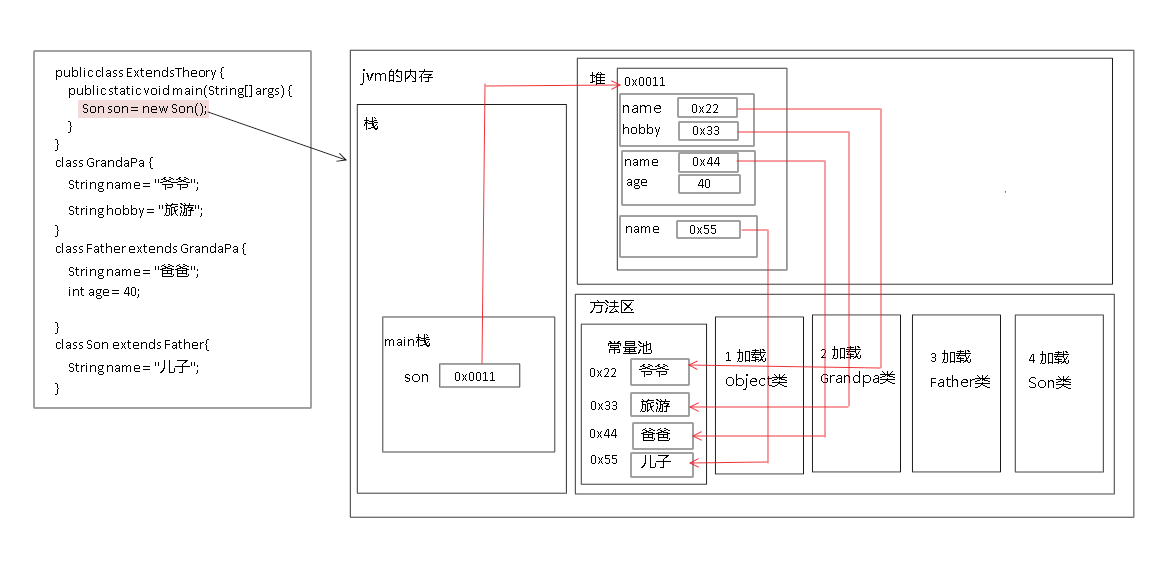 public class ExtendsTheory {
public static void main(String[] args) {
Son son = new Son();
}
}
class GrandaPa {
String name = "爷爷";
String hobby = "旅游";
}
class Father extends GrandaPa {
String name = "爸爸";
int age = 40;
}
class Son extends Father{
String name = "儿子";
}
jvm的内存
栈
main栈
son 0x0011
堆
0x0011
name 0x22
hobby 0x33
name 0x44
age 40
name 0x55
方法区
常量池
0x22 爷爷
0x33 旅游
0x44 爸爸
0x55 儿子
1 加载
Object类
2 加载
Grandpa类
3 加载
Father类
4 加载
Son类